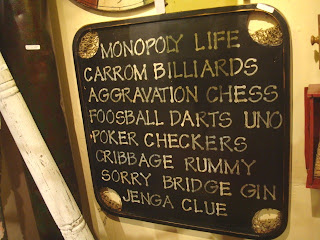 MONOPOLY LIFE
CARROM BILLIARDS
AGGRAVATION CHESS
FOOSBALL DARTS UNO
POKER CHECKERS
CRIBBAGE RUMMY
SORRY BRIDGE GIN
JENGA CLUE